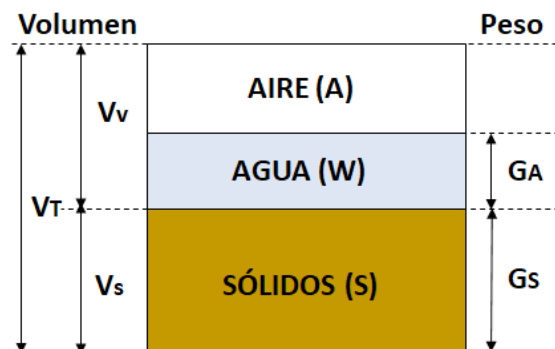 Volumen
Peso
AIRE (A)
Vv
AGUA (W)
GA
VT
Vs
SÓLIDOS (S)
GS